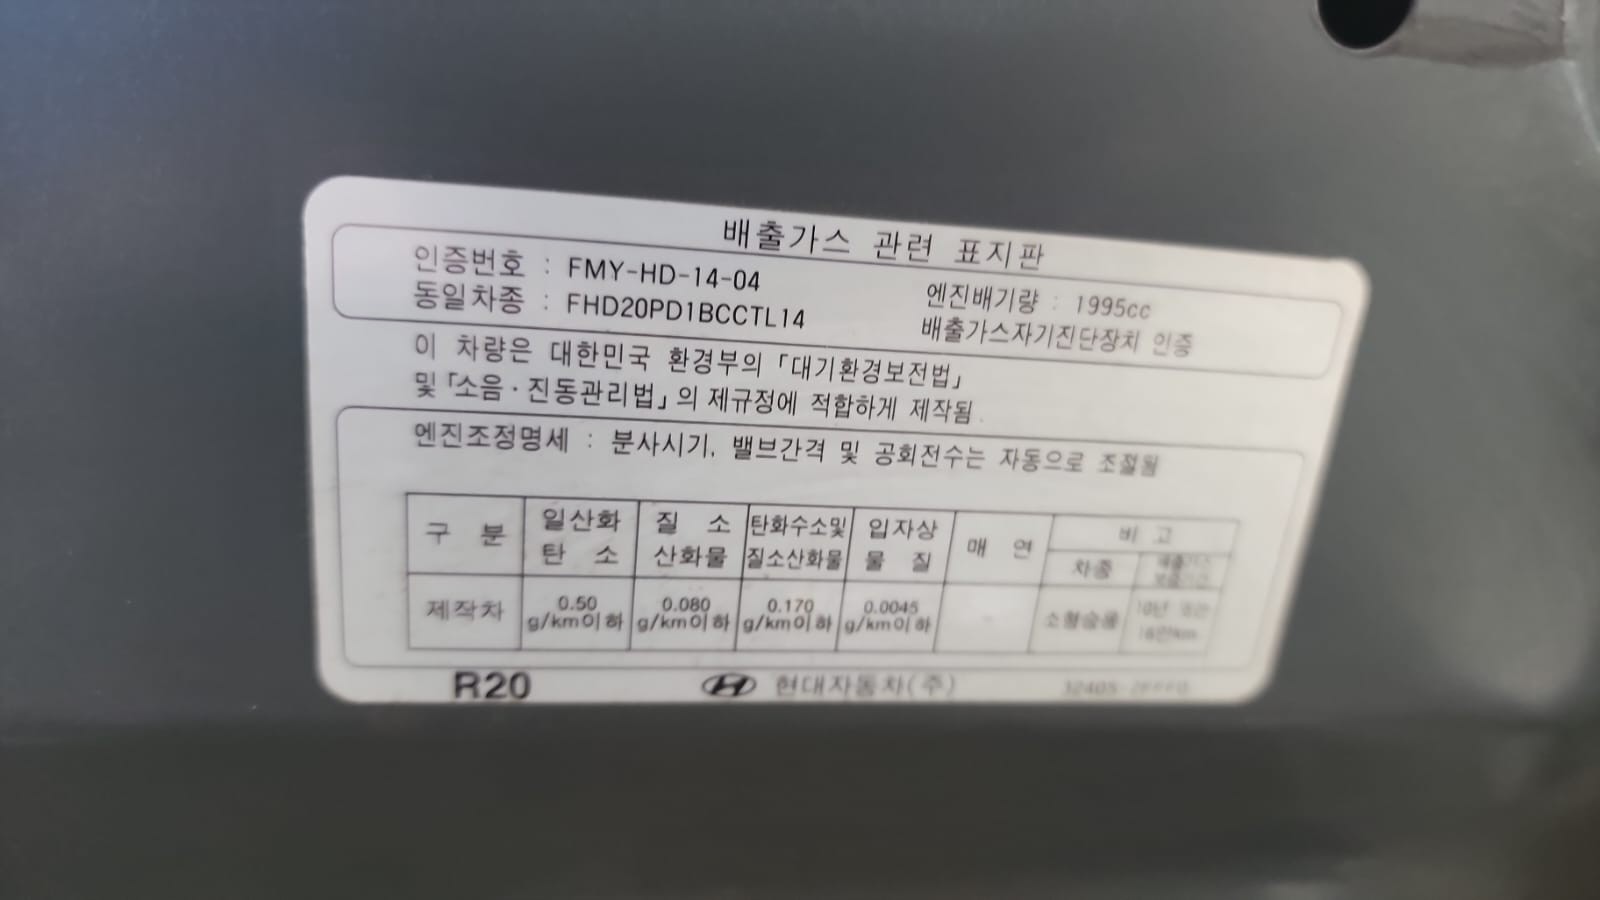 배출가스 관련 표지판
인증번호 : FMY-HD-14-04
엔진배기량 : 1995cc
동일차종 : FHD20PD1BCCTL14
배출가스자기진단장치 인증
이 차량은 대한민국 환경부의 「대기환경보전법」
및 「소음·진동관리법」의 제규정에 적합하게 제작됨.
엔진조정명세 : 분사시기, 밸브간격 및 공회전수는 자동으로 조절됨
구 분 일산화 탄 소 질 소 산화물 탄화수소및 질소산화물 입자상 물 질 매 연 비 고
차종
제작차 0.50 g/km이하 0.080 g/km이하 0.170 g/km이하 0.0045 g/km이하 소형승용 10년
R20 현대자동차(주)